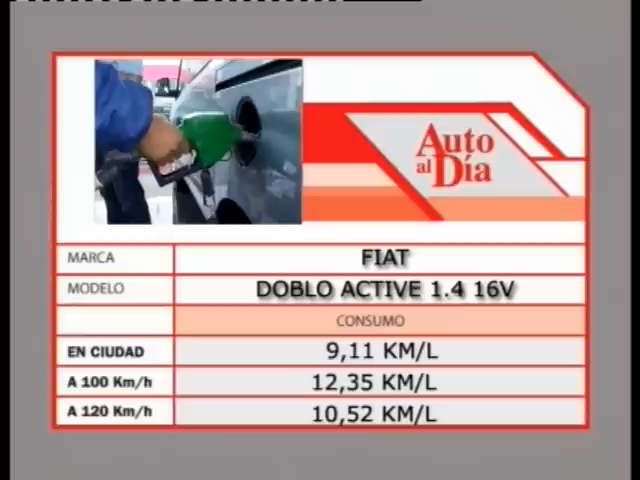 Auto
al Día
MARCA FIAT
MODELO DOBLO ACTIVE 1.4 16V
CONSUMO
EN CIUDAD 9,11 KM/L
A 100 Km/h 12,35 KM/L
A 120 Km/h 10,52 KM/L